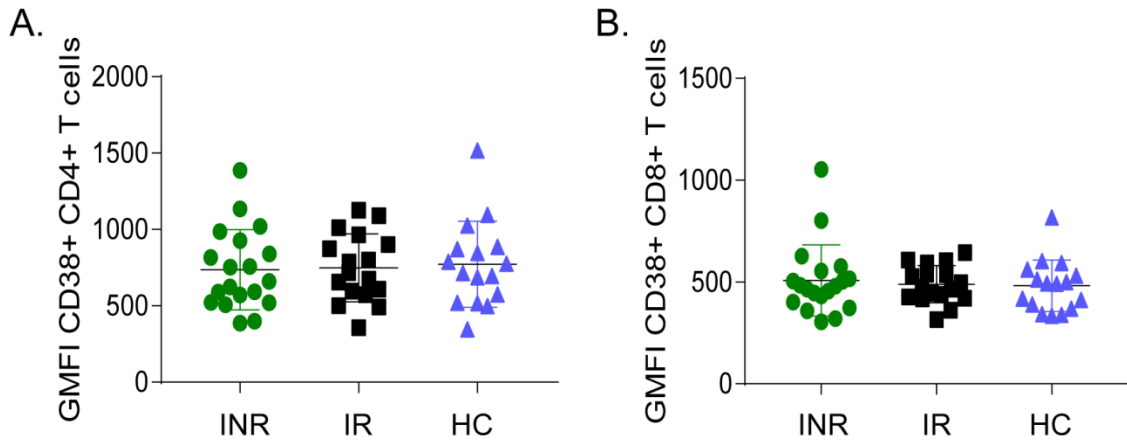 A.
GMFI CD38+ CD4+ T cells
2000
1500
1000
500
0
INR IR HC
B.
GMFI CD38+ CD8+ T cells
1500
1000
500
0
INR IR HC